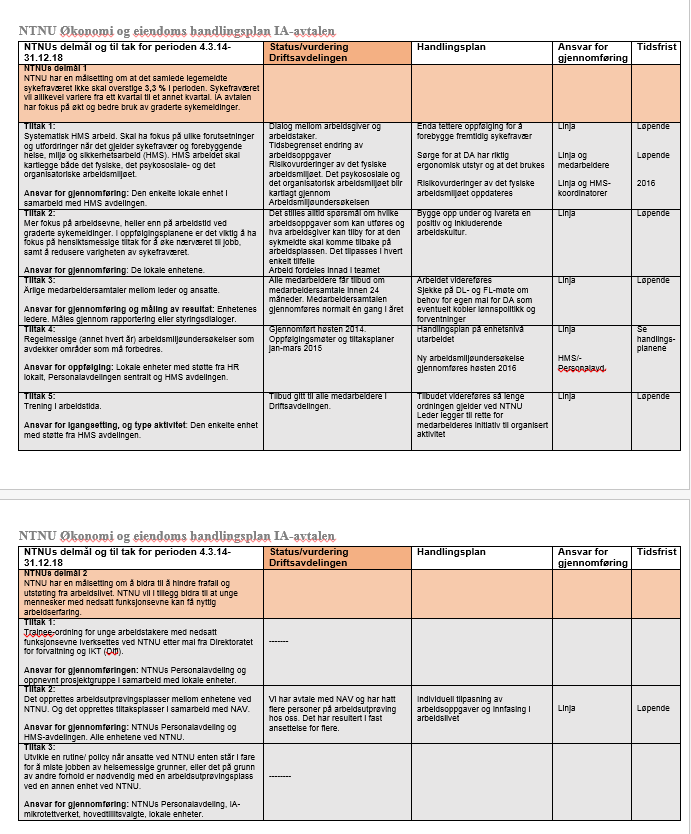 NTNU Økonomi og eiendoms handlingsplan IA-avtalen
NTNUs delmål og til tak for perioden 4.3.14-
31.12.18
Status/vurdering
Driftsavdelingen
Handlingsplan
Ansvar for
gjennomføring
Tidsfrist
NTNUs delmål 1
NTNU har en målsetting om at det samlede legemeldte
sykefraværet ikke skal overstige 3,3 % i perioden. Sykefraværet
vil allikevel variere fra ett kvartal til et annet kvartal. IA avtalen
har fokus på økt og bedre bruk av graderte sykemeldinger.
Tiltak 1:
Systematisk HMS arbeid. Skal ha fokus på ulike forutsetninger
og utfordringer når det gjelder sykefravær og forebyggende
helse, miljø og sikkerhetsarbeid (HMS). HMS arbeidet skal
kartlegge både det fysiske, det psykososiale- og det
organisatoriske arbeidsmiljøet.
Ansvar for gjennomføring: Den enkelte lokale enhet i
samarbeid med HMS avdelingen.
Dialog mellom arbeidsgiver og
arbeidstaker.
Tidsbegrenset endring av
arbeidsoppgaver
Risikovurderinger av det fysiske
arbeidsmiljøet. Det psykososiale og
det organisatoriske arbeidsmiljøet blir
kartlagt gjennom
Arbeidsmiljøundersøkelsen
Enda tettere oppfølging for å
forebygge fremtidig sykefravær
Sørge for at DA har riktig
ergonomisk utstyr og at det brukes
Risikovurderinger av det fysiske
arbeidsmiljøet oppdateres
Linja
Linja og
medarbeidere
Linja og HMS-
koordinatorer
Løpende
Løpende
2016
Tiltak 2:
Mer fokus på arbeidsevne, heller enn på arbeidstid ved
graderte sykemeldinger. I oppfølgingsplanene er det viktig å ha
fokus på hensiktsmessige tiltak for å øke nærværet til jobb,
samt å redusere varigheten av sykefraværet.
Ansvar for gjennomføring: De lokale enhetene.
Det stilles alltid spørsmål om hvilke
arbeidsoppgaver som kan utføres og
hva arbeidsgiver kan tilby for at den
sykmeldte skal komme tilbake på
arbeidsplassen. Det tilpasses i hvert
enkelt tilfelle
Arbeid fordeles innad i teamet
Bygge opp under og ivareta en
positiv og inkluderende
arbeidskultur.
Linja
Løpende
Tiltak 3:
Årlige medarbeidersamtaler mellom leder og ansatte.
Ansvar for gjennomføring og måling av resultat: Enhetenes
ledere. Måles gjennom rapportering eller styringsdialoger.
Alle medarbeidere får tilbud om
medarbeidersamtale innen 24
måneder. Medarbeidersamtalen
gjennomføres normalt én gang i året
Arbeidet videreføres
Sjekke på DL- og FL-møte om
behov for egen mal for DA som
eventuelt kobler lønnspolitikk og
forventninger
Linja
Løpende
Tiltak 4:
Regelmessige (annet hvert år) arbeidsmiljøundersøkelser som
avdekker områder som må forbedres.
Ansvar for oppfølging: Lokale enheter med støtte fra HR
lokalt, Personalavdelingen sentralt og HMS avdelingen.
Gjennomført høsten 2014.
Oppfølgingsmøter og tiltaksplaner
jan-mars 2015
Handlingsplan på enhetsnivå
utarbeidet
Ny arbeidsmiljøundersøkelse
gjennomføres høsten 2016
Linja
HMS/-
Personalavd.
Se
handlings-
planene
Tiltak 5:
Trening i arbeidstida.
Ansvar for igangsetting, og type aktivitet: Den enkelte enhet
med støtte fra HMS avdelingen.
Tilbud gitt til alle medarbeidere i
Driftsavdelingen.
Tilbudet videreføres så lenge
ordningen gjelder ved NTNU
Leder legger til rette for
medarbeideres initiativ til organisert
aktivitet
Linja
Løpende
NTNU Økonomi og eiendoms handlingsplan IA-avtalen
NTNUs delmål og til tak for perioden 4.3.14-
31.12.18
Status/vurdering
Driftsavdelingen
Handlingsplan
Ansvar for
gjennomføring
Tidsfrist
NTNUs delmål 2
NTNU har en målsetting om å bidra til å hindre frafall og
utstøting fra arbeidslivet. NTNU vil i tillegg bidra til at unge
mennesker med nedsatt funksjonsevne kan få nyttig
arbeidserfaring.
Tiltak 1:
Trainee-ordning for unge arbeidstakere med nedsatt
funksjonsevne iverksettes ved NTNU etter mal fra Direktoratet
for forvaltning og IKT (Difi).
Ansvar for gjennomføringen: NTNUs Personalavdeling og
oppnevnt prosjektgruppe i samarbeid med lokale enheter.
-------
Tiltak 2:
Det opprettes arbeidsutprøvingsplasser mellom enhetene ved
NTNU. Og det opprettes tiltaksplasser i samarbeid med NAV.
Ansvar for gjennomføring: NTNUs Personalavdeling og
HMS-avdelingen. Alle enhetene ved NTNU.
Vi har avtale med NAV og har hatt
flere personer på arbeidsutprøving
hos oss. Det har resultert i fast
ansettelse for flere.
Individuell tilpasning av
arbeidsoppgaver og innfasing i
arbeidslivet
Linja
Løpende
Tiltak 3:
Utvikle en rutine/ policy når ansatte ved NTNU enten står i fare
for å miste jobben av helsemessige grunner, eller det på grunn
av andre forhold er nødvendig med en arbeidsutprøvingsplass
ved en annen enhet ved NTNU.
Ansvar for gjennomføring: NTNUs Personalavdeling, IA-
mikrotettverket, hovedtillitsvalgte, lokale enheter.
--------